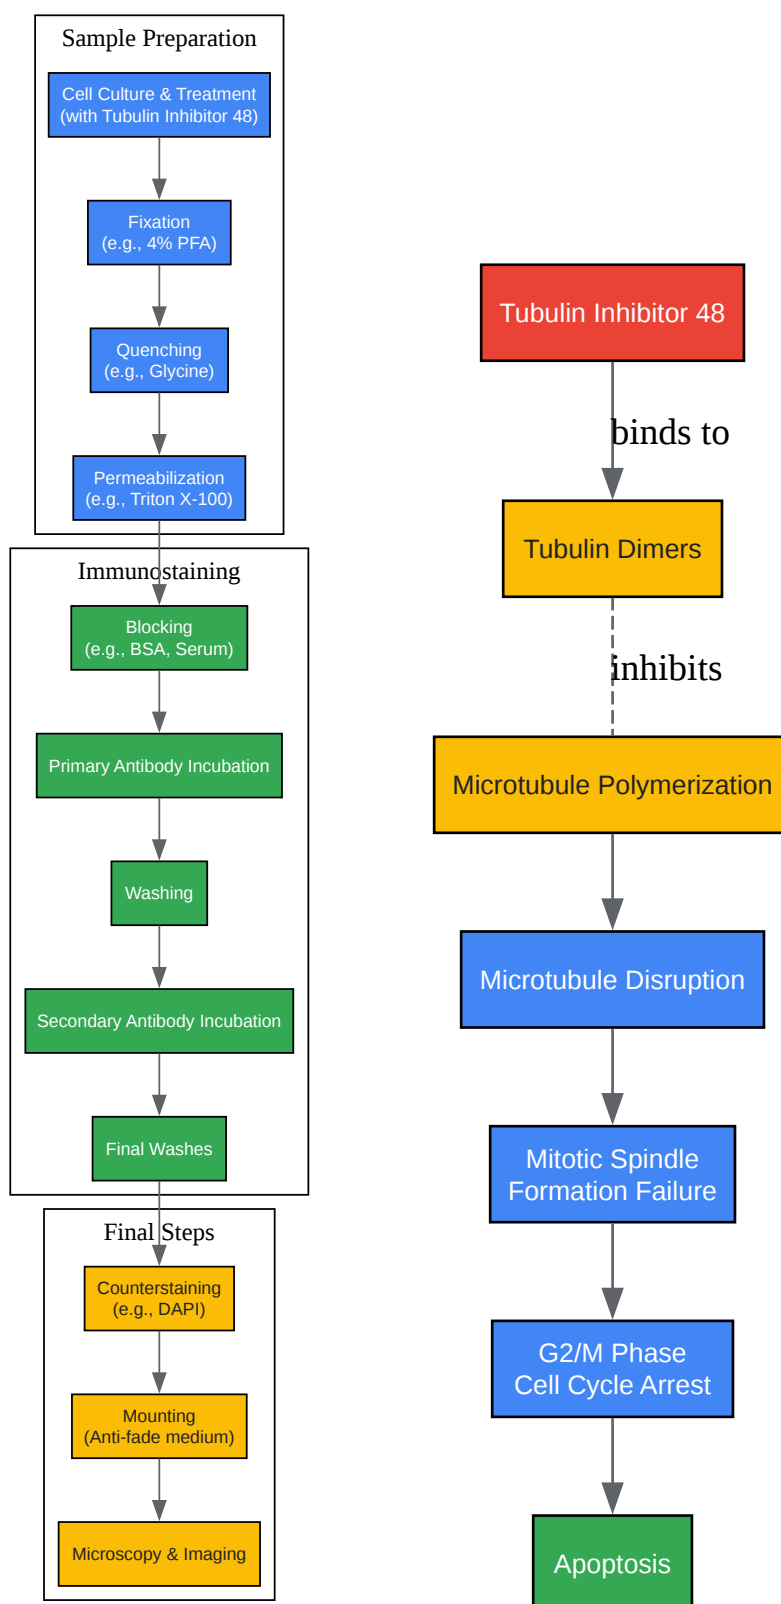 Sample Preparation
Cell Culture & Treatment
(with Tubulin Inhibitor 48)
Fixation
(e.g., 4% PFA)
Quenching
(e.g., Glycine)
Permeabilization
(e.g., Triton X-100)
Immunostaining
Blocking
(e.g., BSA, Serum)
Primary Antibody Incubation
Washing
Secondary Antibody Incubation
Final Washes
Final Steps
Counterstaining
(e.g., DAPI)
Mounting
(Anti-fade medium)
Microscopy & Imaging
Tubulin Inhibitor 48
binds to
Tubulin Dimers
inhibits
Microtubule Polymerization
Microtubule Disruption
Mitotic Spindle
Formation Failure
G2/M Phase
Cell Cycle Arrest
Apoptosis